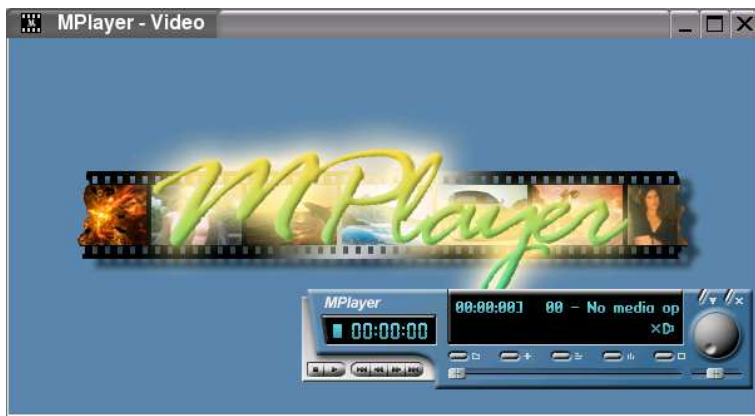 MPlayer - Video
MPlayer
MPlayer
00:00:00] 00 - No media op
00:00:00